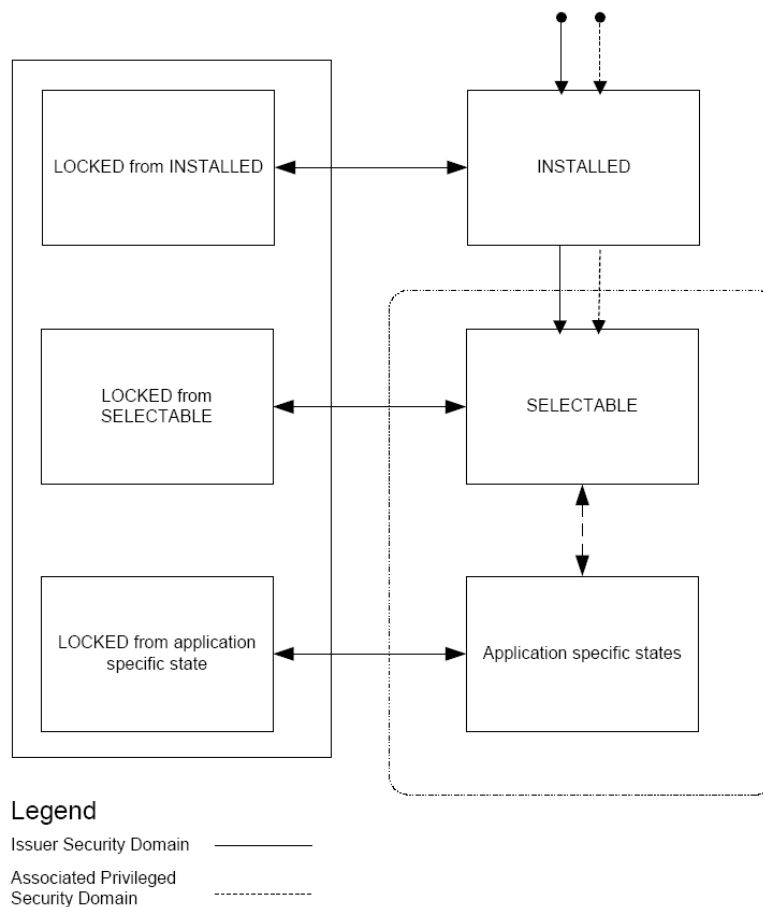 LOCKED from INSTALLED
INSTALLED
LOCKED from
SELECTABLE
SELECTABLE
LOCKED from application
specific state
Application specific states
Legend
Issuer Security Domain
Associated Privileged
Security Domain